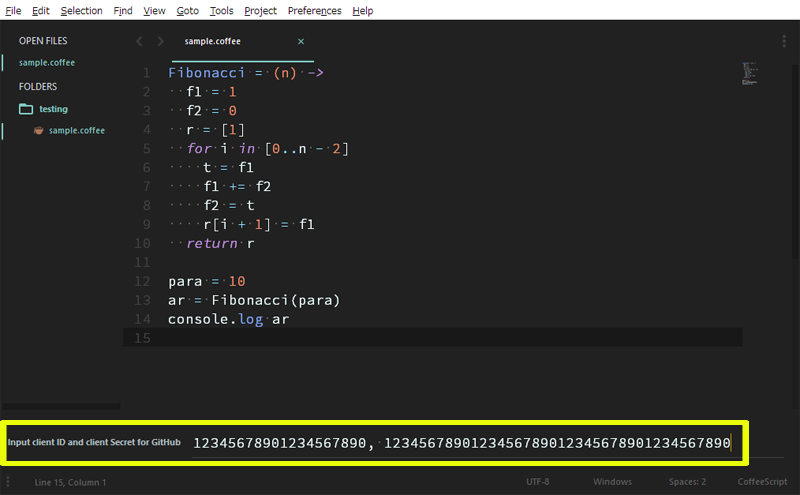 File Edit Selection Find View Goto Tools Project Preferences Help
OPEN FILES
sample.coffee
FOLDERS
testing
sample.coffee
sample.coffee ×
1 Fibonacci = (n) ->
2 f1 = 1
3 f2 = 0
4 r = [1]
5 for i in [0..n - 2]
6 t = f1
7 f1 += f2
8 f2 = t
9 r[i + 1] = f1
10 return r
11
12 para = 10
13 ar = Fibonacci(para)
14 console.log ar
15
Input client ID and client Secret for GitHub 12345678901234567890, 1234567890123456789012345678901234567890
Line 15, Column 1 UTF-8 Windows Spaces: 2 CoffeeScript